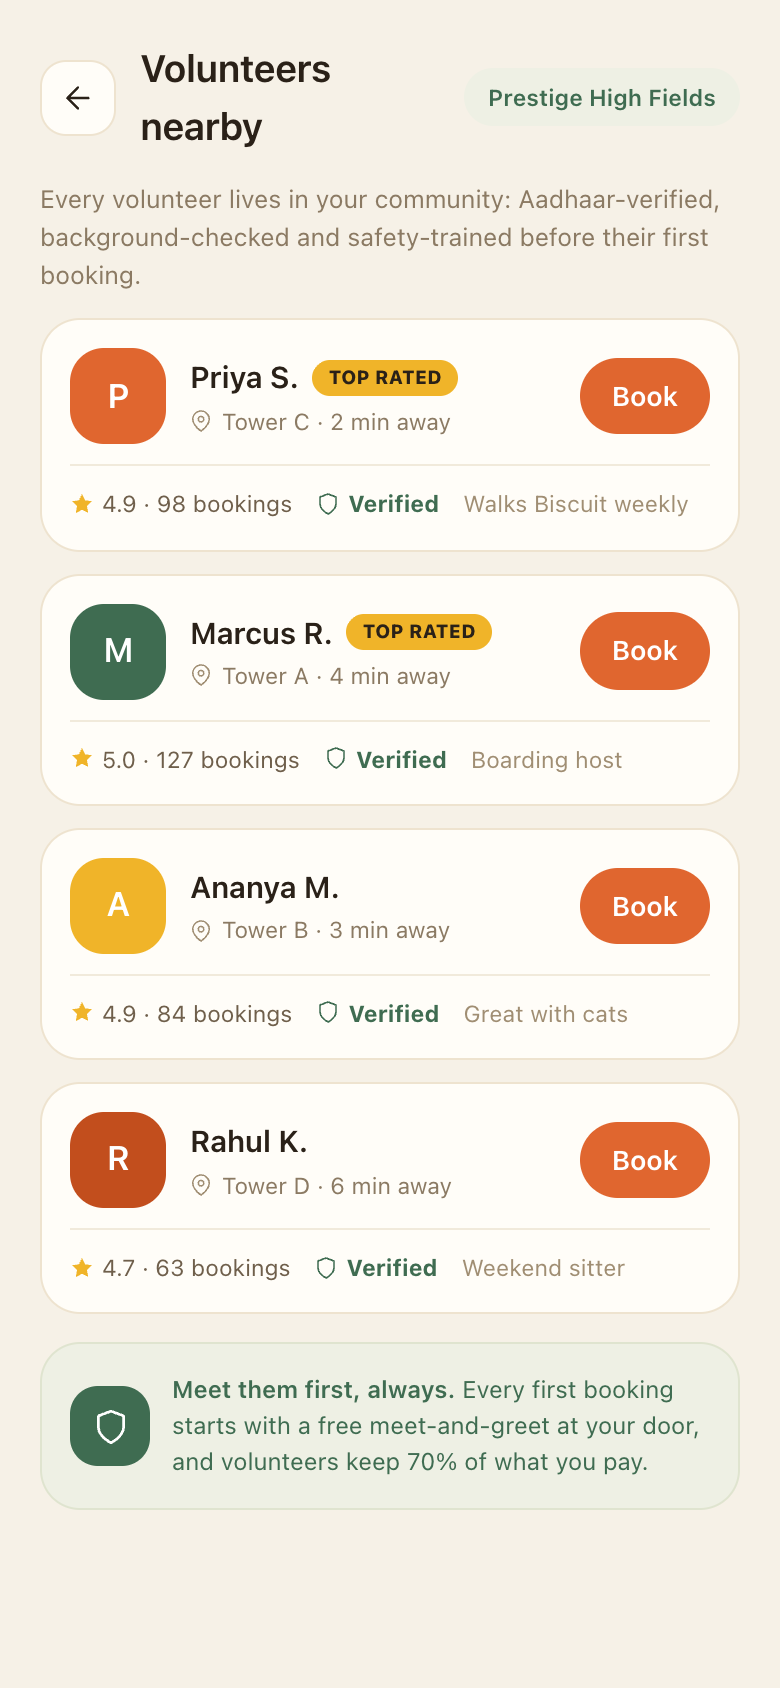 Volunteers
nearby
Prestige High Fields
Every volunteer lives in your community: Aadhaar-verified,
background-checked and safety-trained before their first
booking.
P
Priya S. TOP RATED
Tower C · 2 min away
Book
4.9 · 98 bookings Verified Walks Biscuit weekly
M
Marcus R. TOP RATED
Tower A · 4 min away
Book
5.0 · 127 bookings Verified Boarding host
A
Ananya M.
Tower B · 3 min away
Book
4.9 · 84 bookings Verified Great with cats
R
Rahul K.
Tower D · 6 min away
Book
4.7 · 63 bookings Verified Weekend sitter
Meet them first, always. Every first booking
starts with a free meet-and-greet at your door,
and volunteers keep 70% of what you pay.